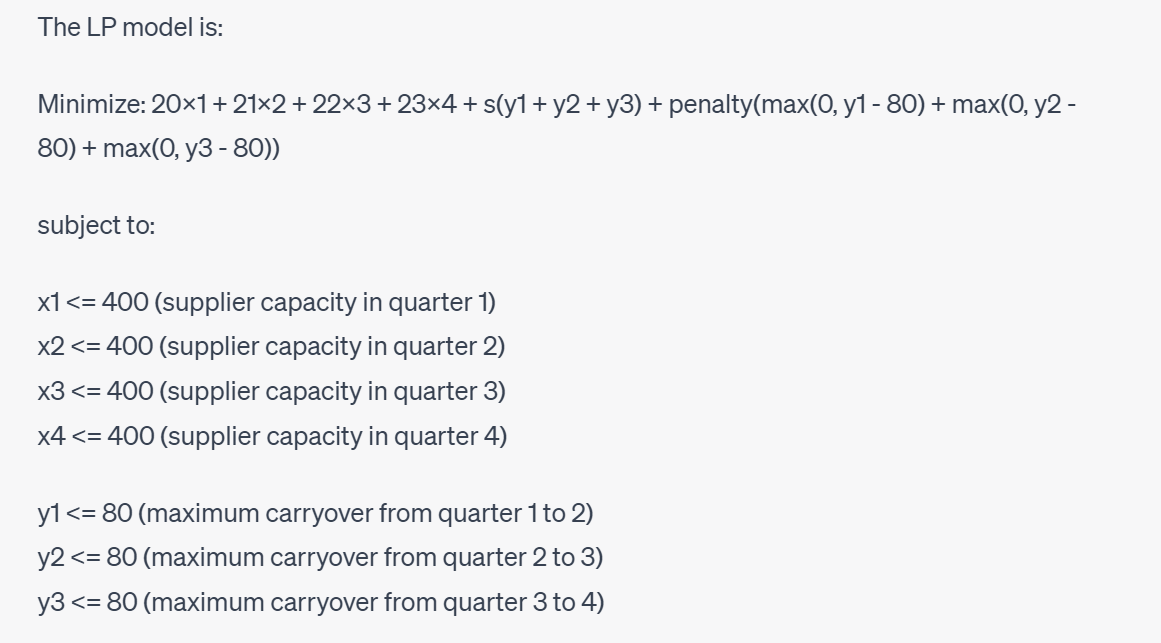 The LP model is:
Minimize: 20×1 + 21×2 + 22×3 + 23×4 + s(y1 + y2 + y3) + penalty(max(0, y1 - 80) + max(0, y2 -
80) + max(0, y3 - 80))
subject to:
x1 <= 400 (supplier capacity in quarter 1)
x2 <= 400 (supplier capacity in quarter 2)
x3 <= 400 (supplier capacity in quarter 3)
x4 <= 400 (supplier capacity in quarter 4)
y1 <= 80 (maximum carryover from quarter 1 to 2)
y2 <= 80 (maximum carryover from quarter 2 to 3)
y3 <= 80 (maximum carryover from quarter 3 to 4)